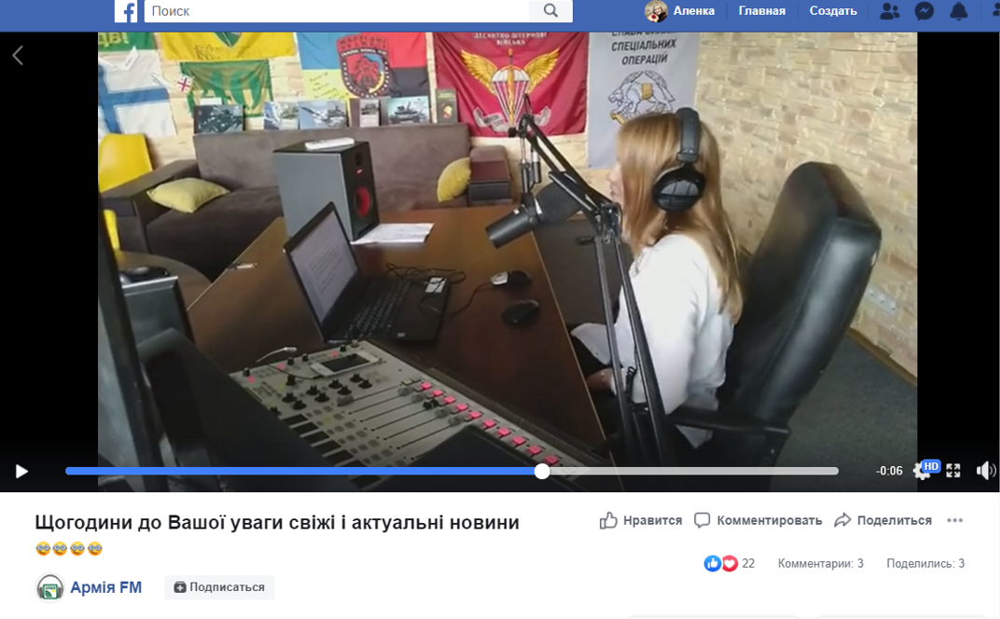 Поиск
Аленка
Главная
Создать
ДЕСАНТНО-ШТУРМОВІ
ВІЙСЬКА
СПЕЦІАЛЬНИХ
ОПЕРАЦІЙ
-0:06
HD
Щогодини до Вашої уваги свіжі і актуальні новини
Нравится
Комментировать
Поделиться
22
Комментарии: 3
Поделились: 3
Армія FM
Подписаться